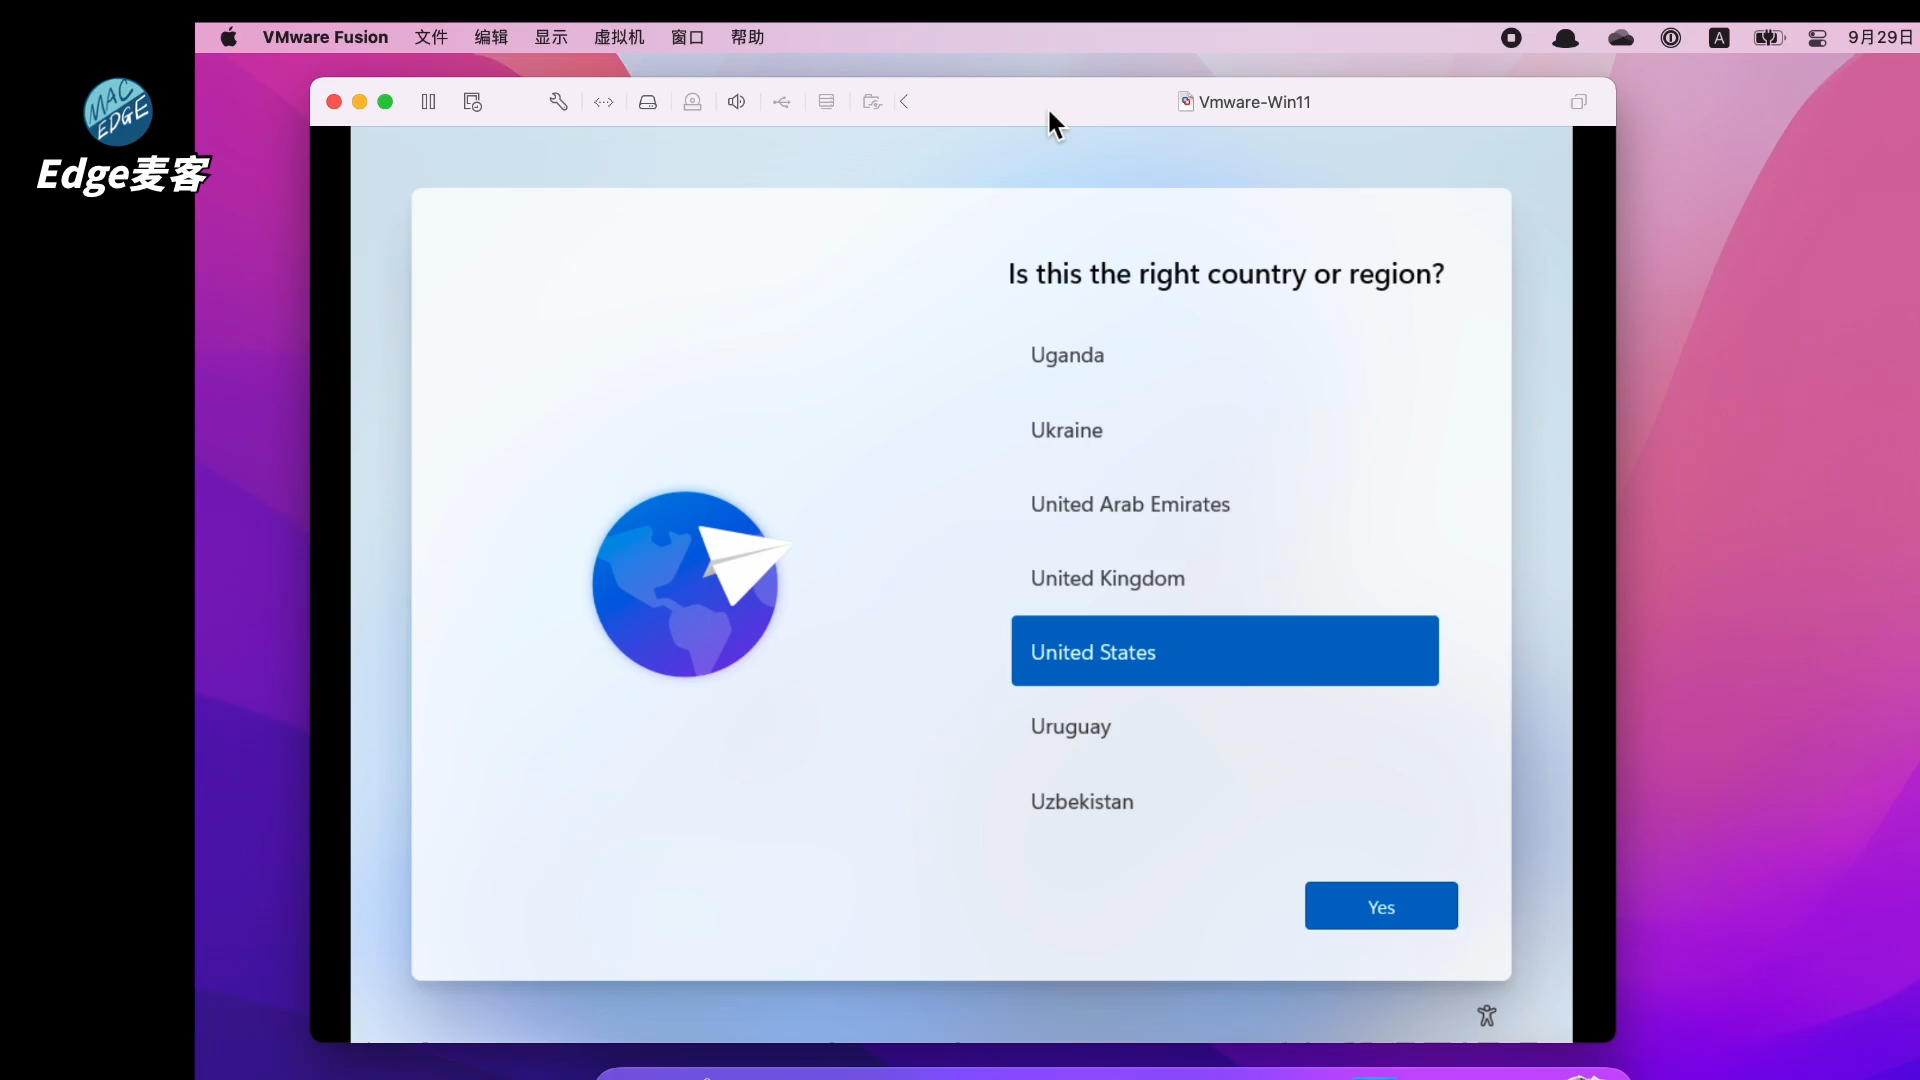 VMware Fusion 文件 编辑 显示 虚拟机 窗口 帮助 A 9月29日
MAC EDGE
Edge麦客
Vmware-Win11
Is this the right country or region?
Uganda
Ukraine
United Arab Emirates
United Kingdom
United States
Uruguay
Uzbekistan
Yes